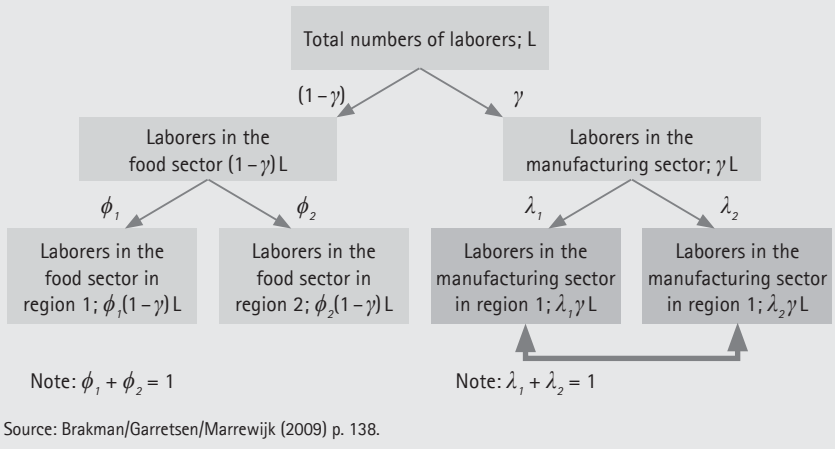 Total numbers of laborers; L
(1–γ)
γ
Laborers in the
food sector (1–γ)L
Laborers in the
manufacturing sector; γL
ϕ₁
ϕ₂
λ₁
λ₂
Laborers in the
food sector in
region 1; ϕ₁(1–γ)L
Laborers in the
food sector in
region 2; ϕ₂(1–γ)L
Laborers in the
manufacturing sector
in region 1; λ₁γL
Laborers in the
manufacturing sector
in region 1; λ₂γL
Note: ϕ₁ + ϕ₂ = 1
Note: λ₁ + λ₂ = 1
Source: Brakman/Garretsen/Marrewijk (2009) p. 138.